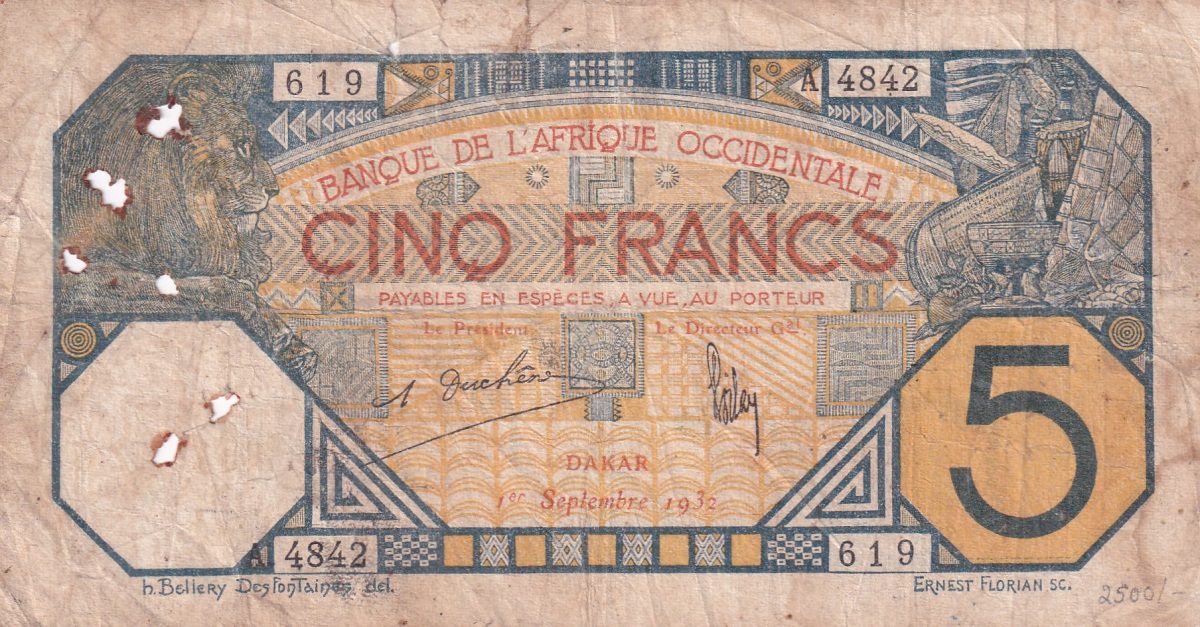 619
A 4842
BANQUE DE L'AFRIQUE OCCIDENTALE
CINQ FRANCS
PAYABLES EN ESPÈCES, A VUE, AU PORTEUR
Le Président
Le Directeur Gal
A Duchêne
5
DAKAR
1er Septembre 1932
A 4842
619
h. Bellery Desfontaines del.
ERNEST FLORIAN SC.
2500/-